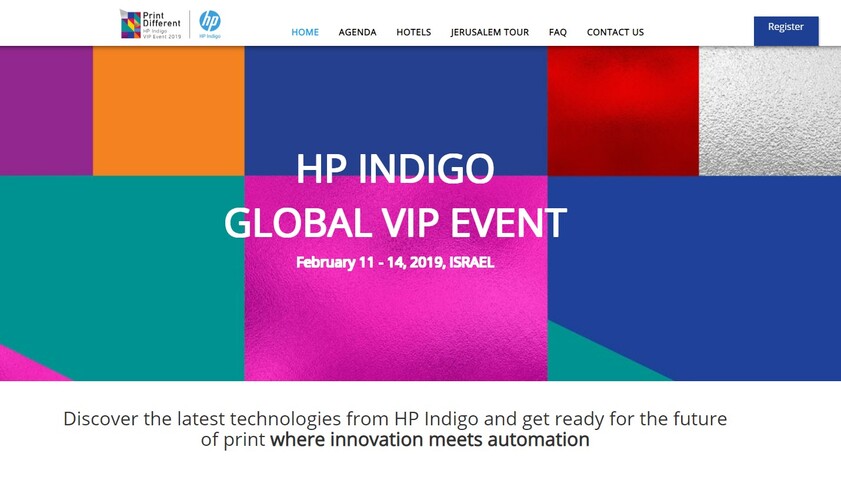 Print
Different
HP Indigo
VIP Event 2019
hp
HP Indigo
HOME AGENDA HOTELS JERUSALEM TOUR FAQ CONTACT US
Register
HP INDIGO
GLOBAL VIP EVENT
February 11 - 14, 2019, ISRAEL
Discover the latest technologies from HP Indigo and get ready for the future
of print where innovation meets automation